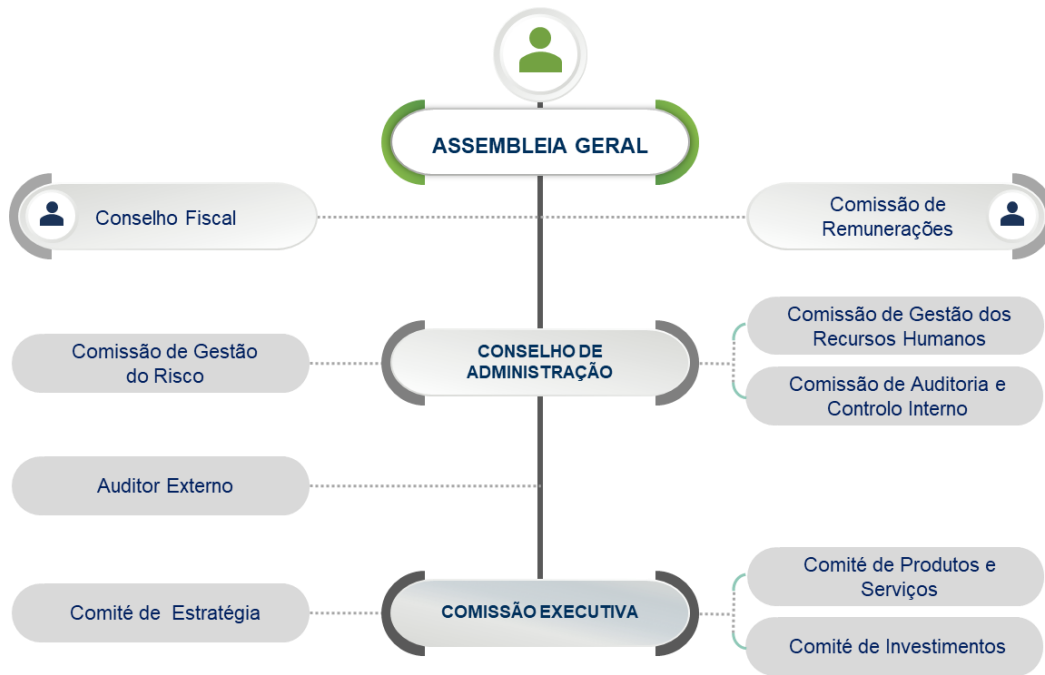 ASSEMBLEIA GERAL
Conselho Fiscal
Comissão de
Remunerações
Comissão de Gestão
do Risco
CONSELHO DE
ADMINISTRAÇÃO
Comissão de Gestão dos
Recursos Humanos
Comissão de Auditoria e
Controlo Interno
Auditor Externo
Comité de Estratégia
COMISSÃO EXECUTIVA
Comité de Produtos e
Serviços
Comité de Investimentos